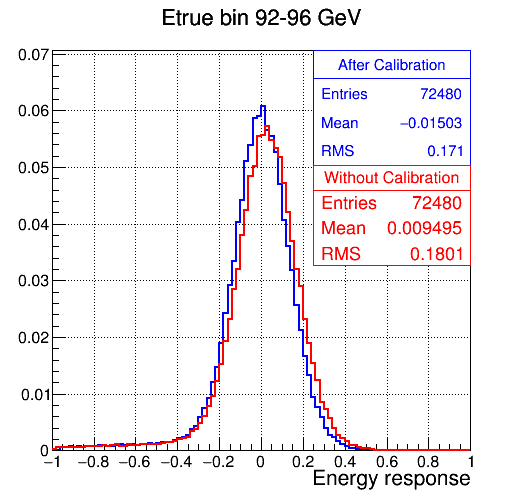 Etrue bin 92-96 GeV
After Calibration
Entries 72480
Mean −0.01503
RMS 0.171
Without Calibration
Entries 72480
Mean 0.009495
RMS 0.1801
0.07
0.06
0.05
0.04
0.03
0.02
0.01
0
−1 −0.8 −0.6 −0.4 −0.2 0 0.2 0.4 0.6 0.8 1
Energy response